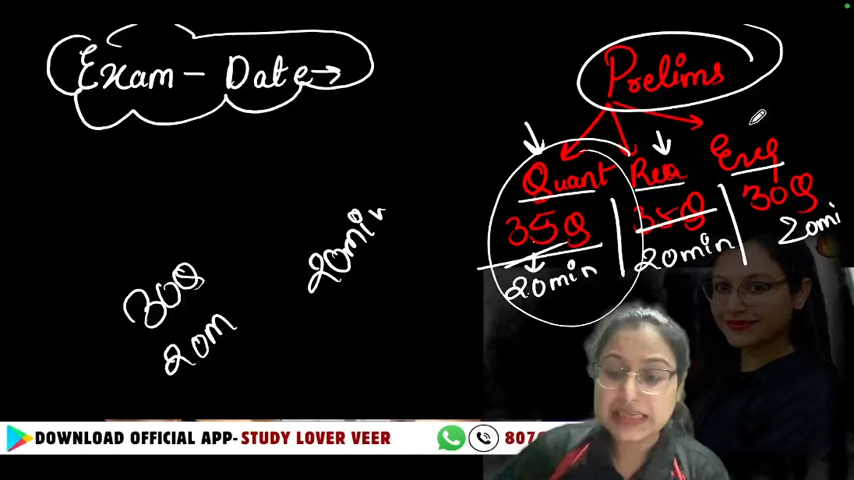 Exam - Date →
Prelims
Quant Rea Eng
35Q 35Q 30Q
20min 20min 20mi
20min
30Q
20M
DOWNLOAD OFFICIAL APP- STUDY LOVER VEER